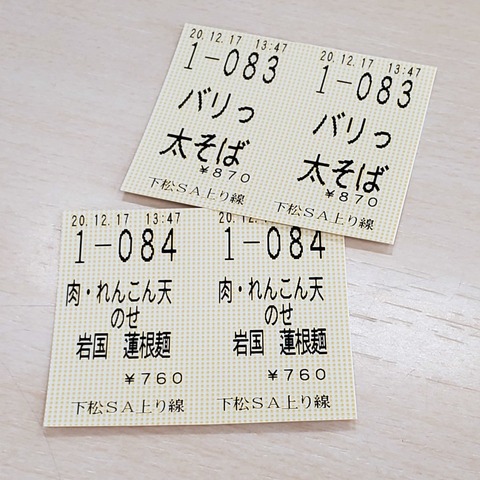 20.12.17 13:47
1-083
バリっ
太そば
￥870
下松SA上り線
20.12.17 13:47
1-083
バリっ
太そば
￥870
下松SA上り線
20.12.17 13:47
1-084
肉・れんこん天
のせ
岩国 蓮根麺
￥760
下松SA上り線
20.12.1
1-084
肉・れんこん天
のせ
岩国 蓮根麺
￥760
下松SA上り線